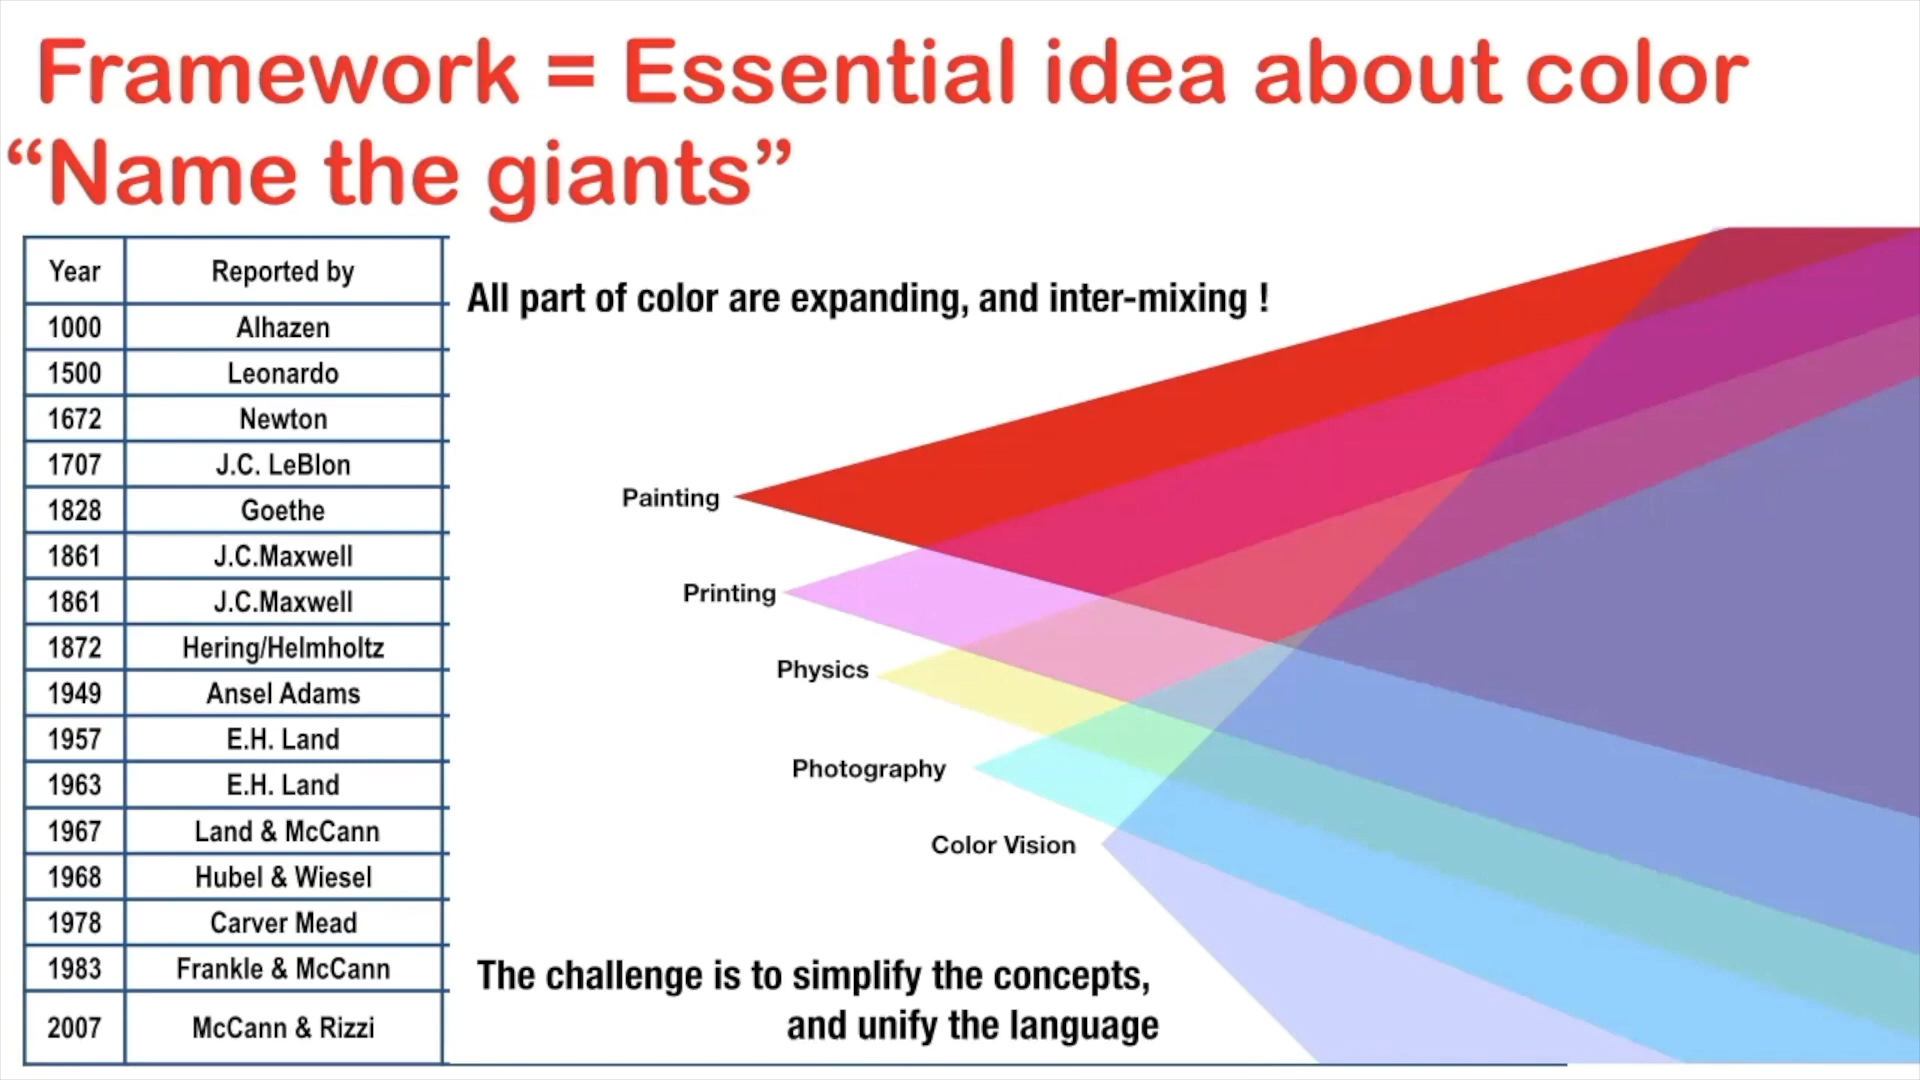 Framework = Essential idea about color
“Name the giants”
Year Reported by
1000 Alhazen
1500 Leonardo
1672 Newton
1707 J.C. LeBlon
1828 Goethe
1861 J.C.Maxwell
1861 J.C.Maxwell
1872 Hering/Helmholtz
1949 Ansel Adams
1957 E.H. Land
1963 E.H. Land
1967 Land & McCann
1968 Hubel & Wiesel
1978 Carver Mead
1983 Frankle & McCann
2007 McCann & Rizzi
All part of color are expanding, and inter-mixing !
Painting
Printing
Physics
Photography
Color Vision
The challenge is to simplify the concepts,
and unify the language